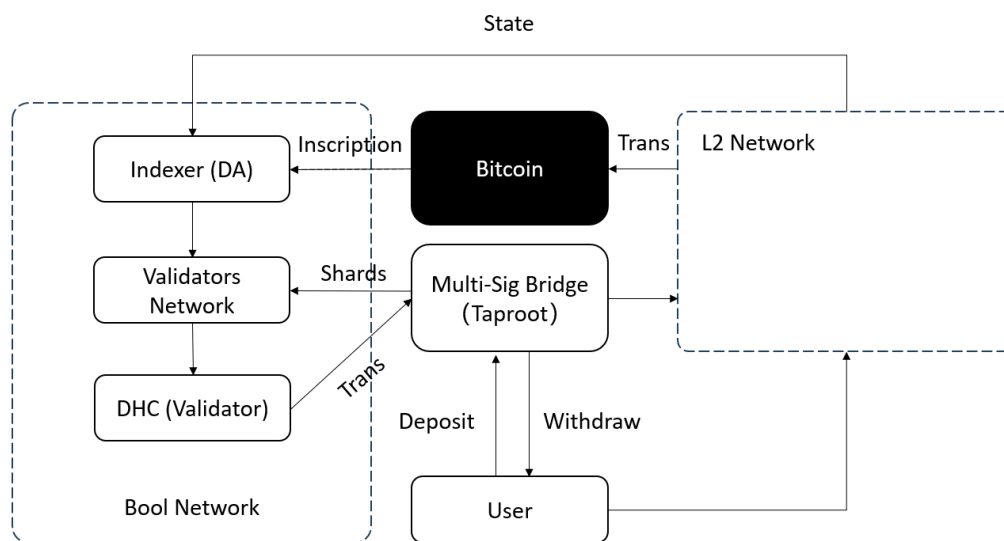 State
Inscription
Trans
L2 Network
Indexer (DA)
Bitcoin
Shards
Validators
Network
Multi-Sig Bridge
(Taproot)
Trans
DHC (Validator)
Deposit
Withdraw
Bool Network
User